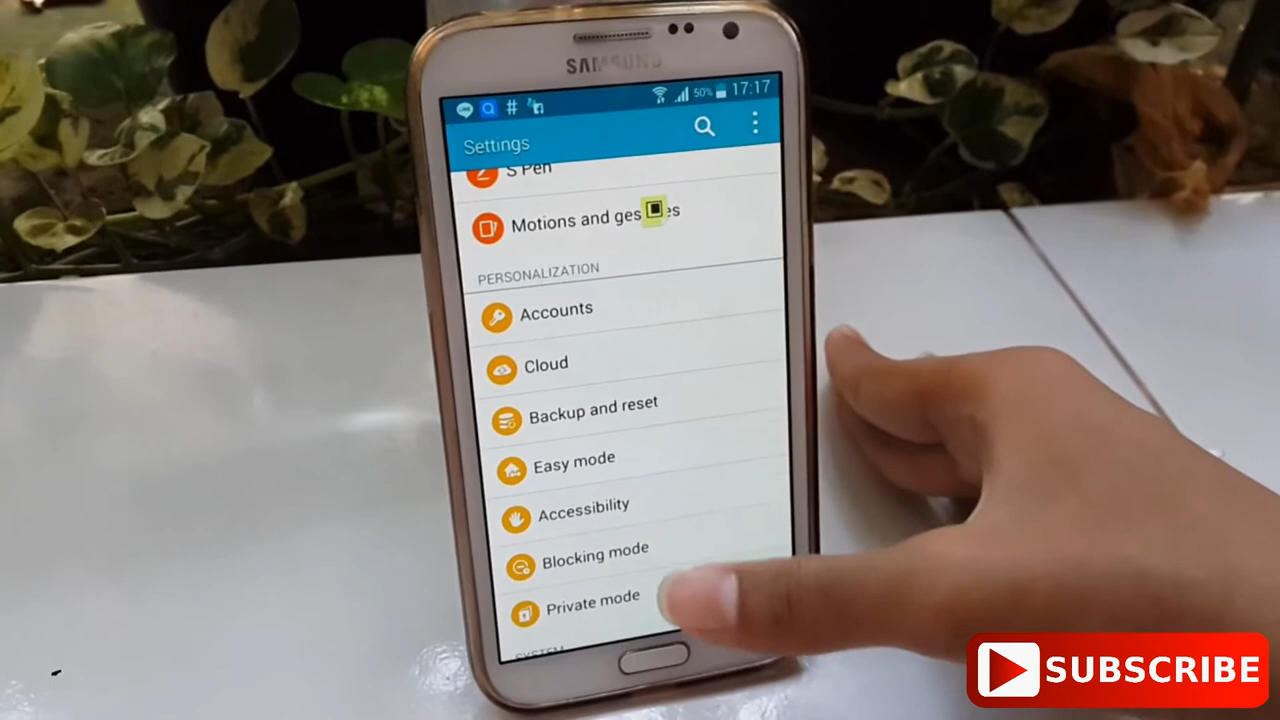 SAMSUNG
50% 17:17
Settings
S Pen
Motions and ges es
PERSONALIZATION
Accounts
Cloud
Backup and reset
Easy mode
Accessibility
Blocking mode
Private mode
SYSTEM
SUBSCRIBE